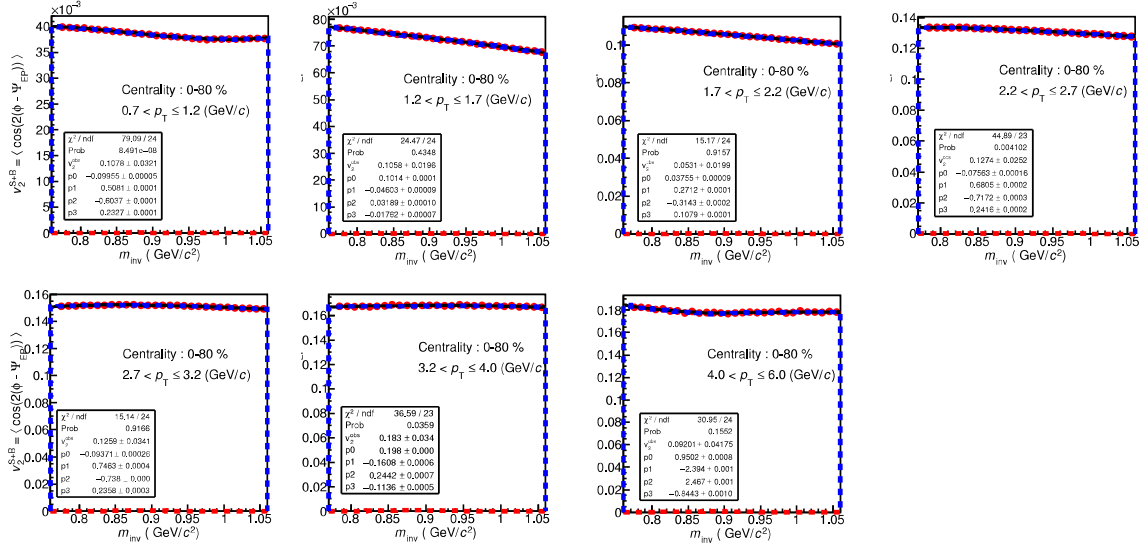 ×10⁻³
40
35
30
25
20
15
10
5
0
v₂^{S+B} = ⟨ cos(2(ϕ - Ψ_EP)) ⟩
Centrality : 0-80 %
0.7 < p_T ≤ 1.2 (GeV/c)
χ² / ndf 79.09 / 24
Prob 8.491e−08
v₂^obs 0.1078 ± 0.0321
p0 −0.09955 ± 0.00005
p1 0.5081 ± 0.0001
p2 −0.6037 ± 0.0001
p3 0.2327 ± 0.0001
0.8 0.85 0.9 0.95 1 1.05
m_inv ( GeV/c²)
×10⁻³
80
70
60
50
40
30
20
10
0
Centrality : 0-80 %
1.2 < p_T ≤ 1.7 (GeV/c)
χ² / ndf 24.47 / 24
Prob 0.4348
v₂^obs 0.1058 ± 0.0196
p0 0.1014 ± 0.0001
p1 −0.04603 ± 0.00009
p2 0.03189 ± 0.00010
p3 −0.01762 ± 0.00007
0.8 0.85 0.9 0.95 1 1.05
m_inv ( GeV/c²)
0.1
0.08
0.06
0.04
0.02
0
Centrality : 0-80 %
1.7 < p_T ≤ 2.2 (GeV/c)
χ² / ndf 15.17 / 24
Prob 0.9157
v₂^obs 0.0531 ± 0.0199
p0 0.03755 ± 0.00009
p1 0.2712 ± 0.0001
p2 −0.3143 ± 0.0002
p3 0.1079 ± 0.0001
0.8 0.85 0.9 0.95 1 1.05
m_inv ( GeV/c²)
0.14
0.12
0.1
0.08
0.06
0.04
0.02
0
Centrality : 0-80 %
2.2 < p_T ≤ 2.7 (GeV/c)
χ² / ndf 44.89 / 23
Prob 0.004102
v₂^obs 0.1274 ± 0.0252
p0 −0.07563 ± 0.00016
p1 0.6805 ± 0.0002
p2 −0.7172 ± 0.0003
p3 0.2416 ± 0.0002
0.8 0.85 0.9 0.95 1 1.05
m_inv ( GeV/c²)
0.16
0.14
0.12
0.1
0.08
0.06
0.04
0.02
0
v₂^{S+B} = ⟨ cos(2(ϕ - Ψ_EP)) ⟩
Centrality : 0-80 %
2.7 < p_T ≤ 3.2 (GeV/c)
χ² / ndf 15.14 / 24
Prob 0.9166
v₂^obs 0.1259 ± 0.0341
p0 −0.09371 ± 0.00026
p1 0.7463 ± 0.0004
p2 −0.738 ± 0.000
p3 0.2358 ± 0.0003
0.8 0.85 0.9 0.95 1 1.05
m_inv ( GeV/c²)
0.16
0.14
0.12
0.1
0.08
0.06
0.04
0.02
0
Centrality : 0-80 %
3.2 < p_T ≤ 4.0 (GeV/c)
χ² / ndf 36.59 / 23
Prob 0.0359
v₂^obs 0.183 ± 0.034
p0 0.198 ± 0.000
p1 −0.1608 ± 0.0006
p2 0.2442 ± 0.0007
p3 −0.1136 ± 0.0005
0.8 0.85 0.9 0.95 1 1.05
m_inv ( GeV/c²)
0.18
0.16
0.14
0.12
0.1
0.08
0.06
0.04
0.02
0
Centrality : 0-80 %
4.0 < p_T ≤ 6.0 (GeV/c)
χ² / ndf 30.95 / 24
Prob 0.1552
v₂^obs 0.09201 ± 0.04175
p0 0.9502 ± 0.0008
p1 −2.394 ± 0.001
p2 2.467 ± 0.001
p3 −0.8443 ± 0.0010
0.8 0.85 0.9 0.95 1 1.05
m_inv ( GeV/c²)